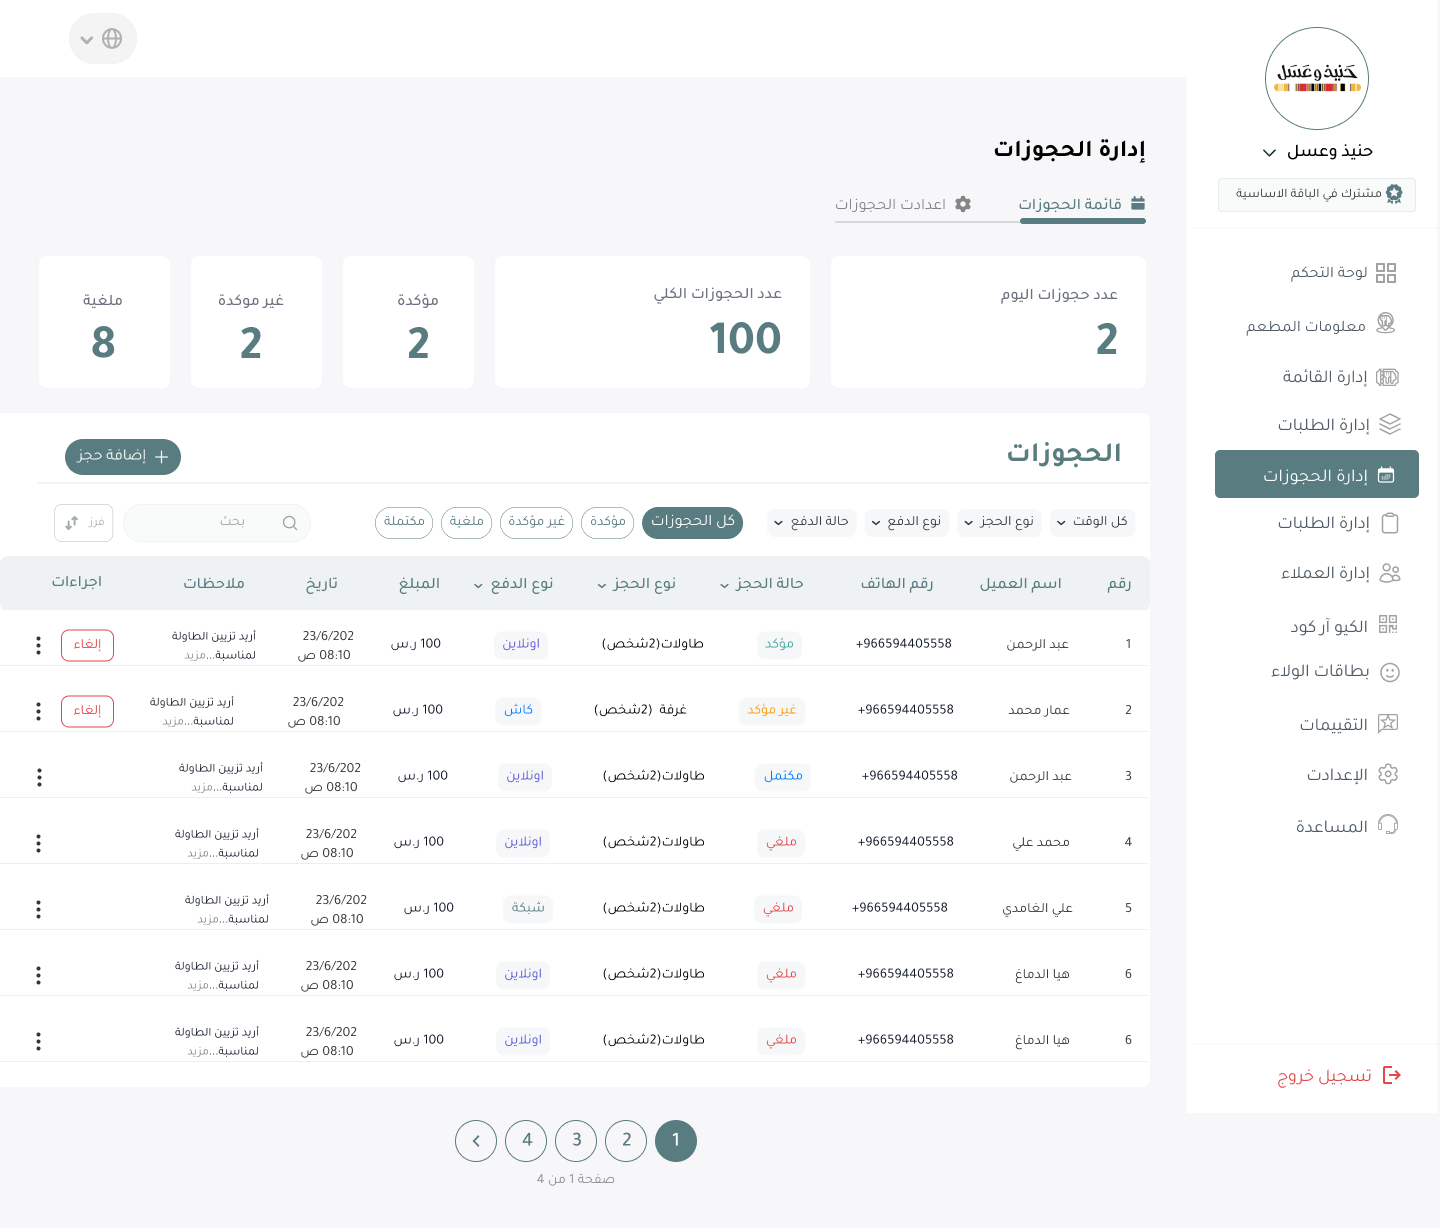 حَنيذ وعَسَل
حنيذ وعسل
مشترك في الباقة الاساسية
لوحة التحكم
معلومات المطعم
إدارة القائمة
إدارة الطلبات
إدارة الحجوزات
إدارة الطلبات
إدارة العملاء
الكيو آر كود
بطاقات الولاء
التقييمات
الإعدادت
المساعدة
تسجيل خروج
إدارة الحجوزات
قائمة الحجوزات اعدادت الحجوزات
عدد حجوزات اليوم عدد الحجوزات الكلي مؤكدة غير موكدة ملغية
2 100 2 2 8
الحجوزات إضافة حجز
كل الوقت نوع الحجز نوع الدفع حالة الدفع كل الحجوزات مؤكدة غير مؤكدة ملغية مكتملة بحث فرز
رقم اسم العميل رقم الهاتف حالة الحجز نوع الحجز نوع الدفع المبلغ تاريخ ملاحظات اجراءات
1 عبد الرحمن +966594405558 مؤكد طاولات(2شخص) اونلاين 100 ر.س 23/6/202 أريد تزيين الطاولة إلغاء
08:10 ص لمناسبة...مزيد
2 عمار محمد +966594405558 غير مؤكد غرفة (2شخص) كاش 100 ر.س 23/6/202 أريد تزيين الطاولة إلغاء
08:10 ص لمناسبة...مزيد
3 عبد الرحمن +966594405558 مكتمل طاولات(2شخص) اونلاين 100 ر.س 23/6/202 أريد تزيين الطاولة
08:10 ص لمناسبة...مزيد
4 محمد علي +966594405558 ملغي طاولات(2شخص) اونلاين 100 ر.س 23/6/202 أريد تزيين الطاولة
08:10 ص لمناسبة...مزيد
5 علي الغامدي +966594405558 ملغي طاولات(2شخص) شبكة 100 ر.س 23/6/202 أريد تزيين الطاولة
08:10 ص لمناسبة...مزيد
6 هيا الدماغ +966594405558 ملغي طاولات(2شخص) اونلاين 100 ر.س 23/6/202 أريد تزيين الطاولة
08:10 ص لمناسبة...مزيد
6 هيا الدماغ +966594405558 ملغي طاولات(2شخص) اونلاين 100 ر.س 23/6/202 أريد تزيين الطاولة
08:10 ص لمناسبة...مزيد
1 2 3 4
صفحة 1 من 4